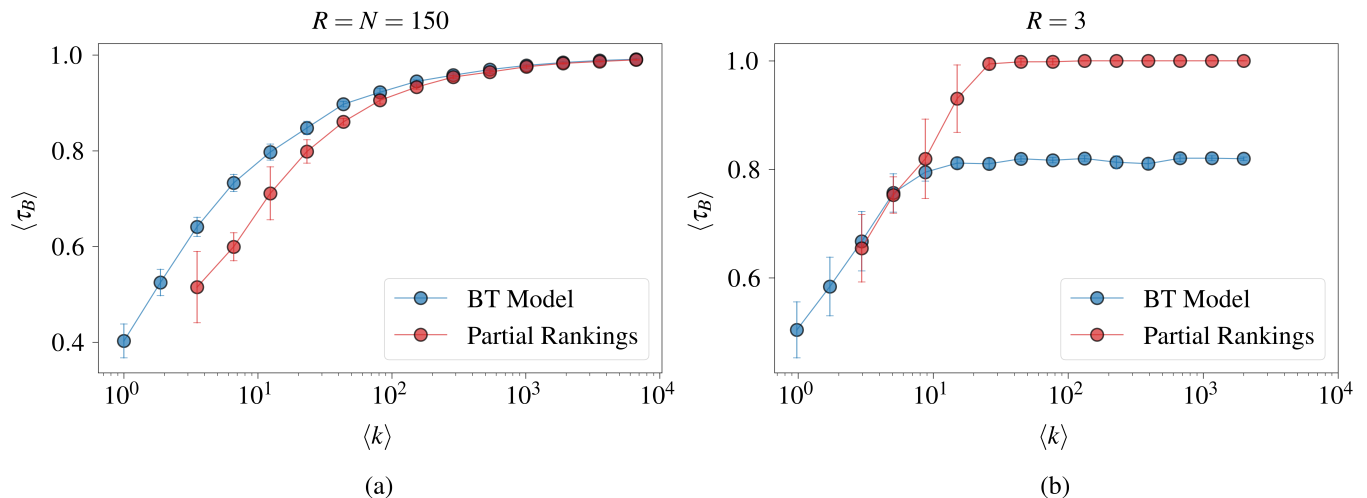 R = N = 150
1.0
0.8
0.6
0.4
⟨τ_B⟩
BT Model
Partial Rankings
10^0
10^1
10^2
10^3
10^4
⟨k⟩
(a)
R = 3
1.0
0.8
0.6
⟨τ_B⟩
BT Model
Partial Rankings
10^0
10^1
10^2
10^3
10^4
⟨k⟩
(b)